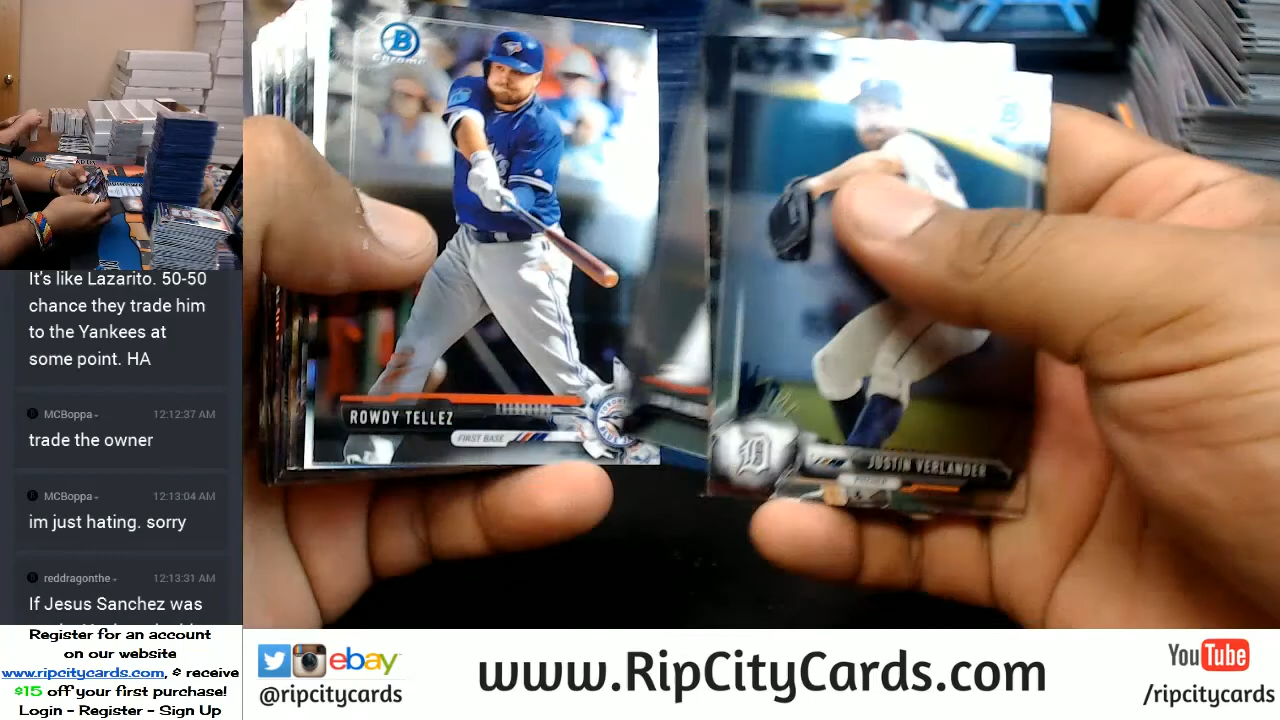 It's like Lazarito. 50-50
chance they trade him
to the Yankees at
some point. HA
MCBoppa
12:12:37 AM
trade the owner
MCBoppa
12:13:04 AM
im just hating. sorry
reddragonthe
12:13:31 AM
If Jesus Sanchez was
Register for an account
on our website
www.ripcitycards.com, & receive
$15 off your first purchase!
Login - Register - Sign Up
B
Chrome
ROWDY TELLEZ
FIRST BASE
D
JUSTIN VERLANDER
PITCHER
ebay
@ripcitycards
www.RipCityCards.com
YouTube
/ripcitycards